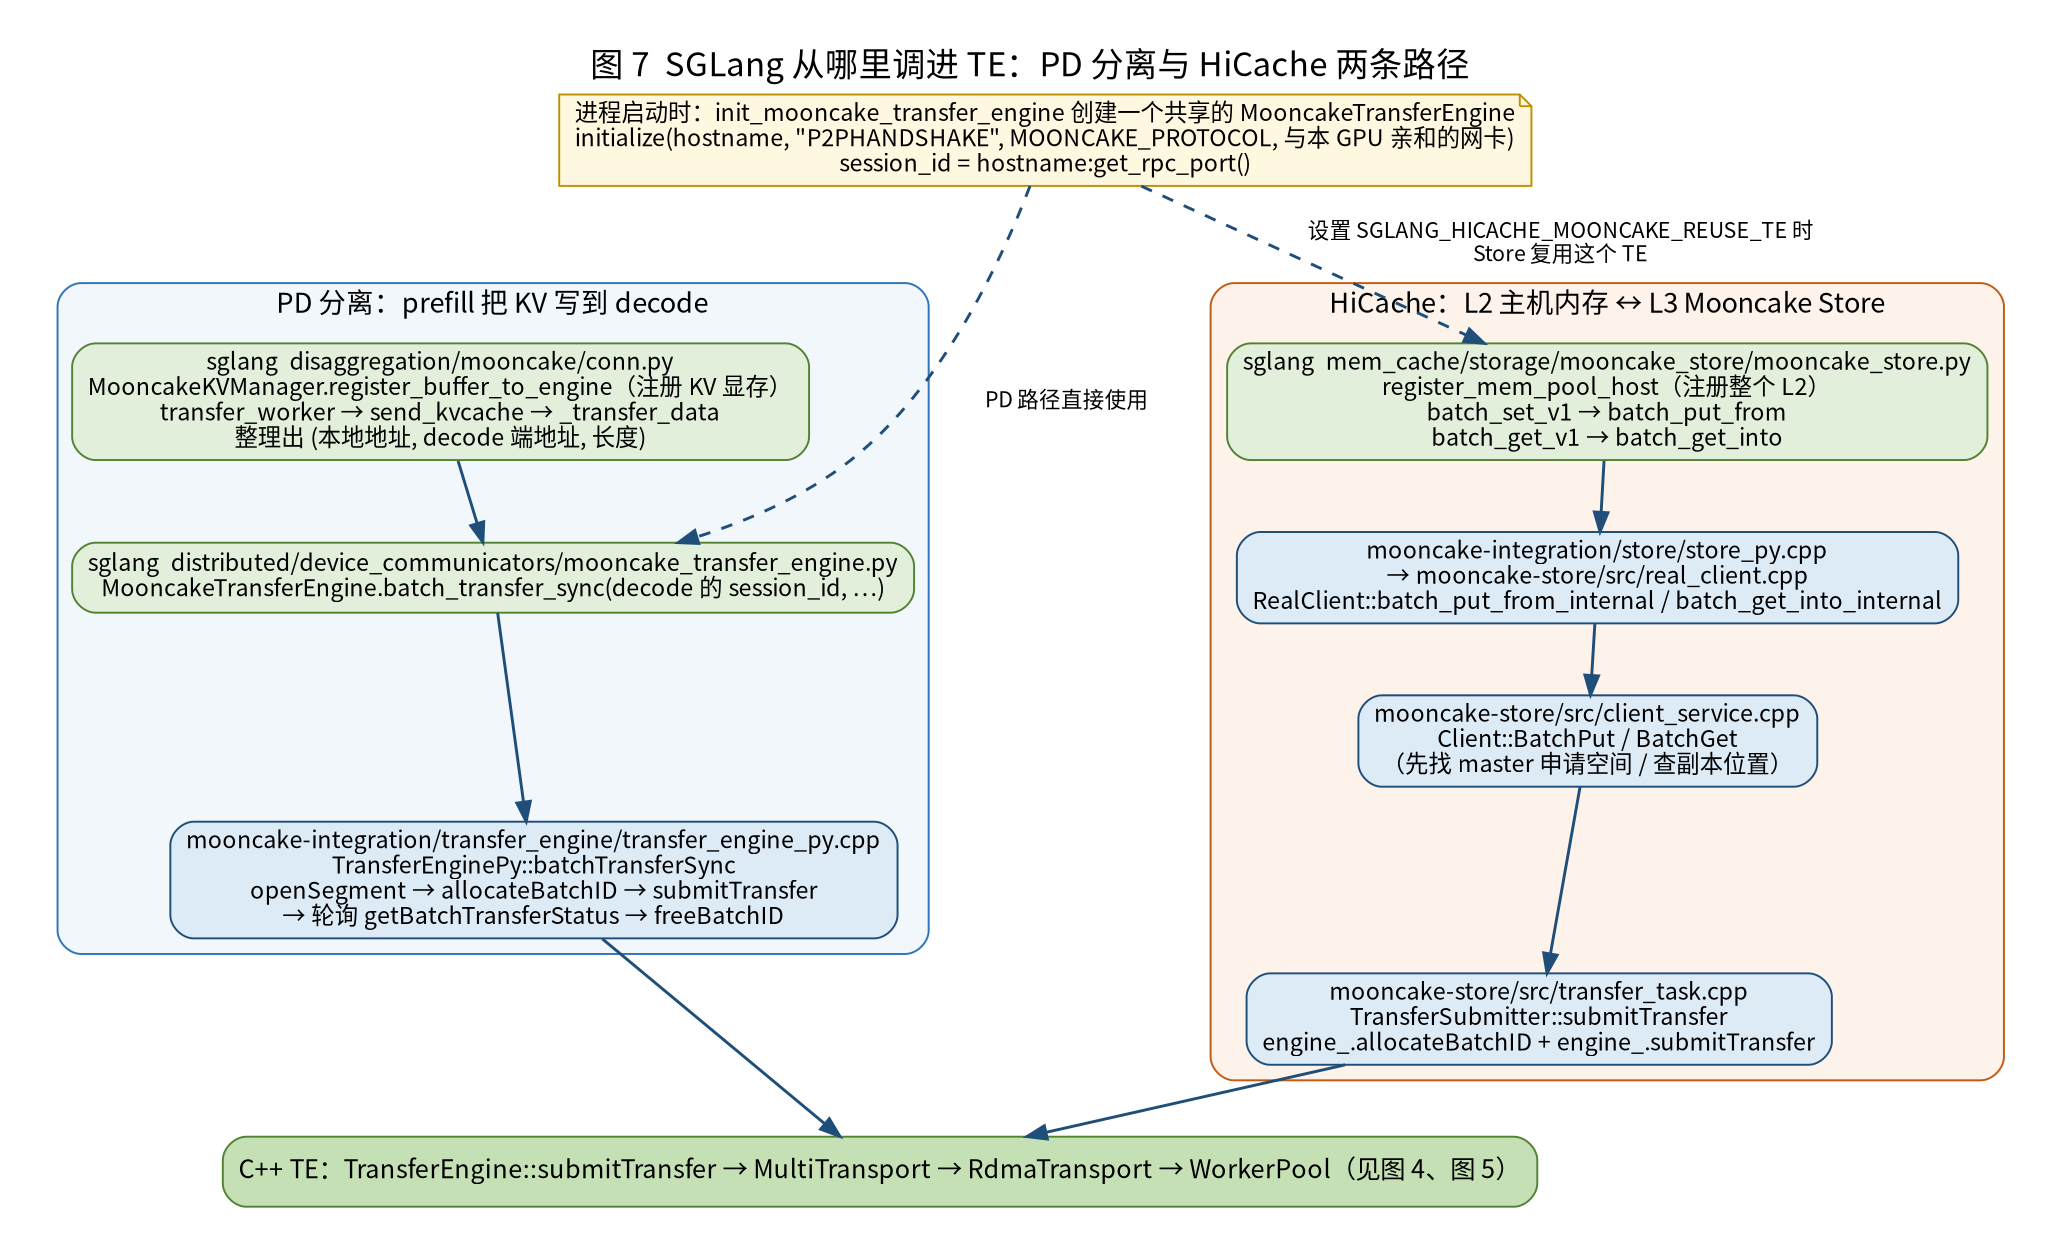 图 7  SGLang 从哪里调进 TE：PD 分离与 HiCache 两条路径
进程启动时：init_mooncake_transfer_engine 创建一个共享的 MooncakeTransferEngine
initialize(hostname, "P2PHANDSHAKE", MOONCAKE_PROTOCOL, 与本 GPU 亲和的网卡)
session_id = hostname:get_rpc_port()
设置 SGLANG_HICACHE_MOONCAKE_REUSE_TE 时
Store 复用这个 TE
PD 路径直接使用
PD 分离：prefill 把 KV 写到 decode
sglang  disaggregation/mooncake/conn.py
MooncakeKVManager.register_buffer_to_engine（注册 KV 显存）
transfer_worker → send_kvcache → _transfer_data
整理出 (本地地址, decode 端地址, 长度)
sglang  distributed/device_communicators/mooncake_transfer_engine.py
MooncakeTransferEngine.batch_transfer_sync(decode 的 session_id, …)
mooncake-integration/transfer_engine/transfer_engine_py.cpp
TransferEnginePy::batchTransferSync
openSegment → allocateBatchID → submitTransfer
→ 轮询 getBatchTransferStatus → freeBatchID
HiCache：L2 主机内存 ↔ L3 Mooncake Store
sglang  mem_cache/storage/mooncake_store/mooncake_store.py
register_mem_pool_host（注册整个 L2）
batch_set_v1 → batch_put_from
batch_get_v1 → batch_get_into
mooncake-integration/store/store_py.cpp
→ mooncake-store/src/real_client.cpp
RealClient::batch_put_from_internal / batch_get_into_internal
mooncake-store/src/client_service.cpp
Client::BatchPut / BatchGet
（先找 master 申请空间 / 查副本位置）
mooncake-store/src/transfer_task.cpp
TransferSubmitter::submitTransfer
engine_.allocateBatchID + engine_.submitTransfer
C++ TE：TransferEngine::submitTransfer → MultiTransport → RdmaTransport → WorkerPool（见图 4、图 5）